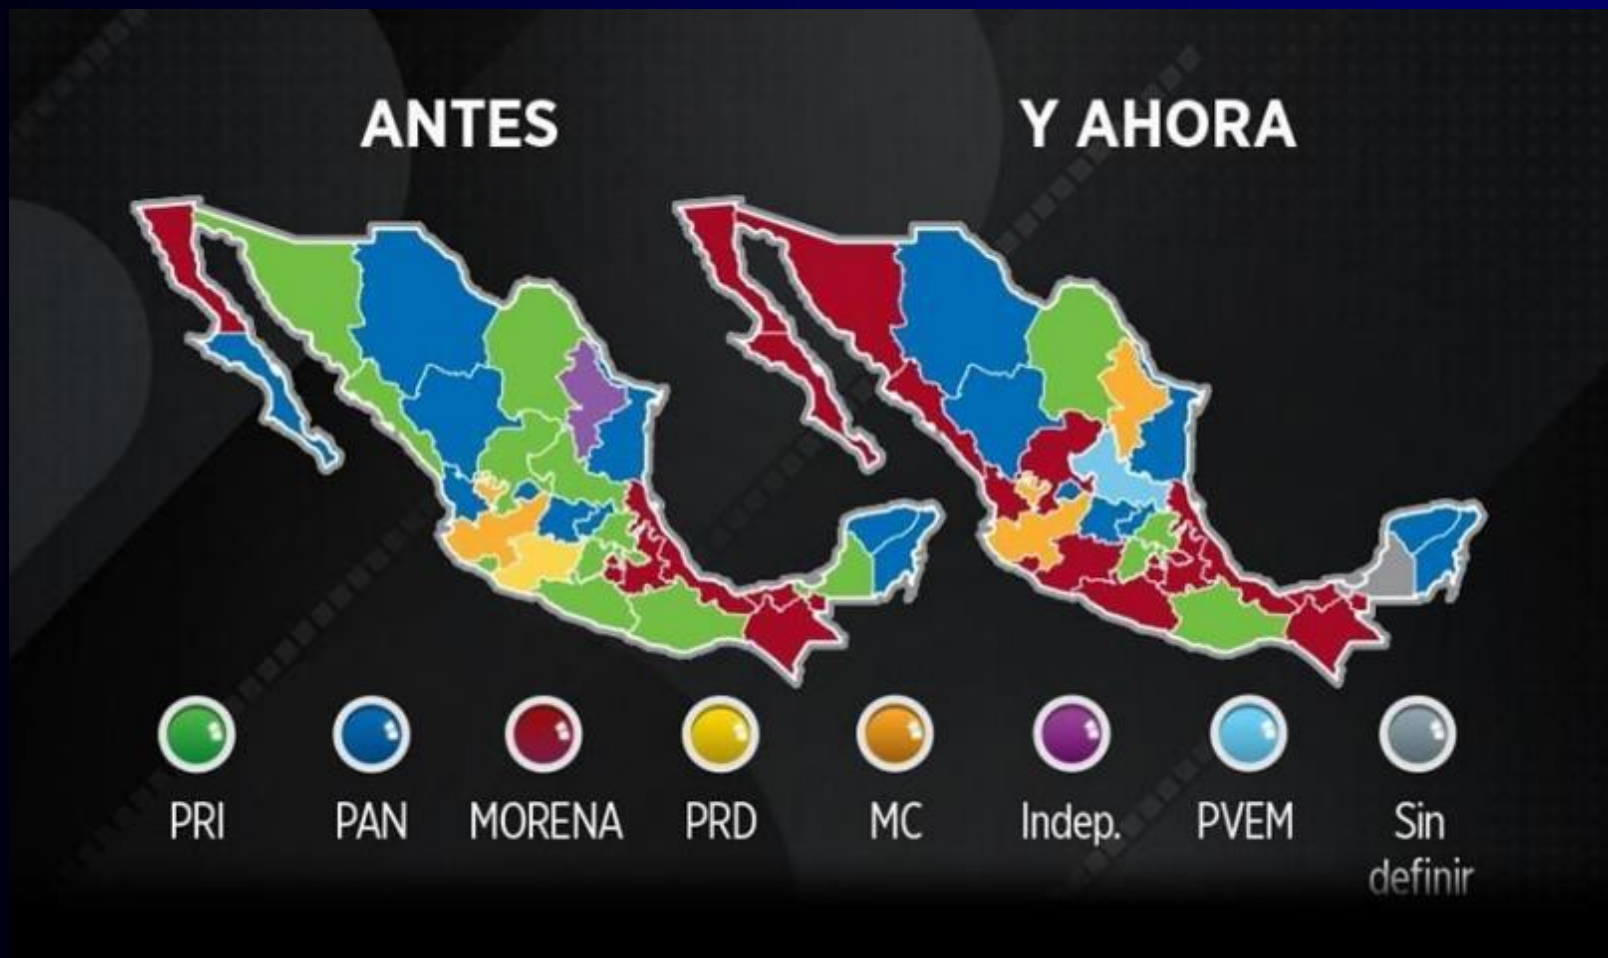 ANTES
Y AHORA
PRI
PAN
MORENA
PRD
MC
Indep.
PVEM
Sin
definir